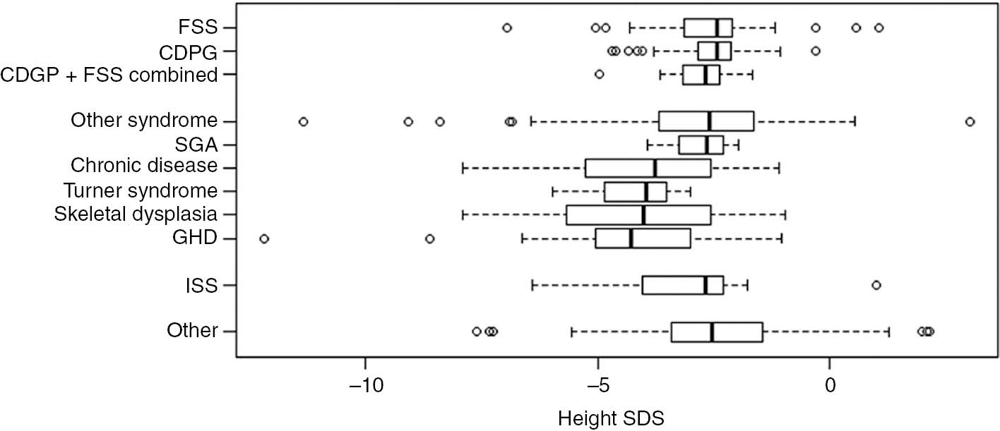 FSS
CDPG
CDGP + FSS combined
Other syndrome
SGA
Chronic disease
Turner syndrome
Skeletal dysplasia
GHD
ISS
Other
–10 –5 0
Height SDS